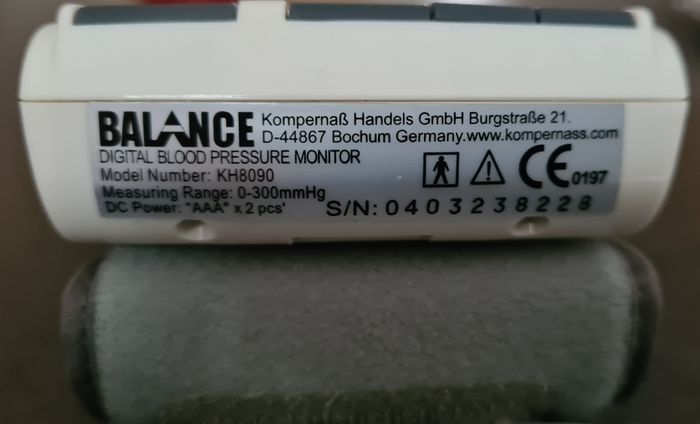 BALANCE
Kompernaß Handels GmbH Burgstraße 21.
D-44867 Bochum Germany.www.kompernass.com
DIGITAL BLOOD PRESSURE MONITOR
Model Number: KH8090
Measuring Range: 0-300mmHg
DC Power: "AAA" x 2 pcs'
CE 0197
S/N: 0403238228